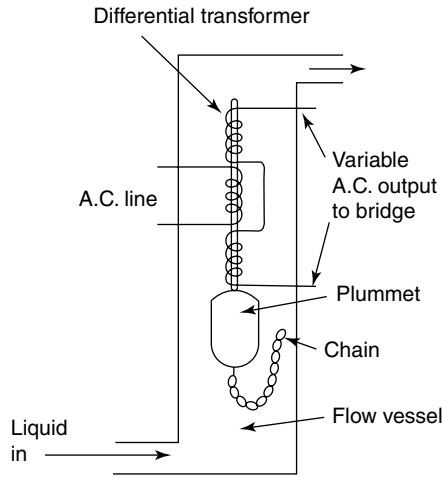 Differential transformer
Variable
A.C. output
to bridge
A.C. line
Plummet
Chain
Flow vessel
Liquid
in